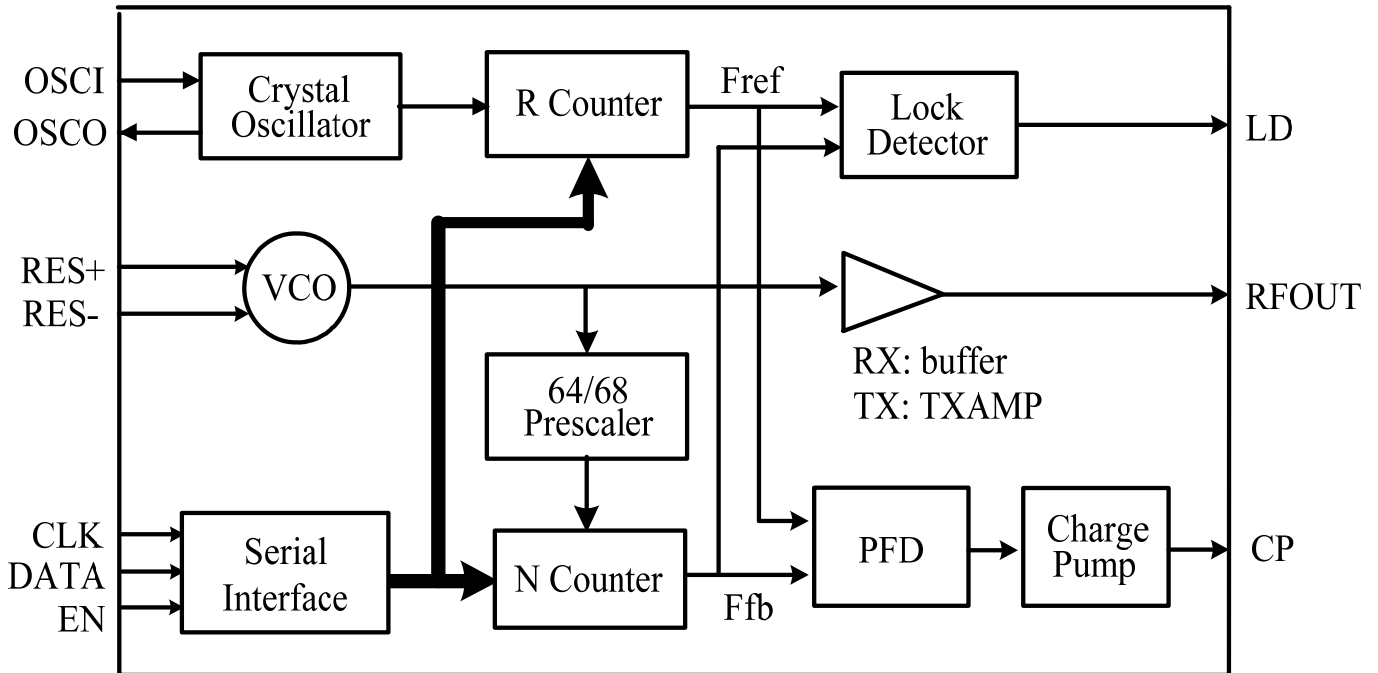 OSCI
OSCO
Crystal
Oscillator
R Counter
Fref
Lock
Detector
LD
RES+
RES-
VCO
RFOUT
RX: buffer
TX: TXAMP
64/68
Prescaler
CLK
DATA
EN
Serial
Interface
N Counter
Ffb
PFD
Charge
Pump
CP